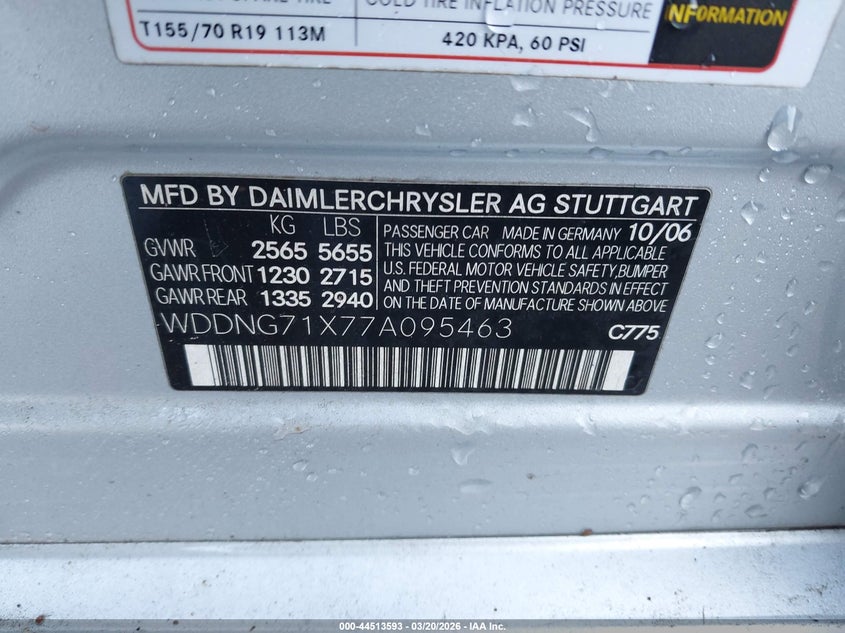 COLD TIRE INFLATION PRESSURE
T155/70 R19 113M
420 KPA, 60 PSI
INFORMATION
MFD BY DAIMLERCHRYSLER AG STUTTGART
KG LBS
GVWR 2565 5655
GAWR FRONT 1230 2715
GAWR REAR 1335 2940
PASSENGER CAR MADE IN GERMANY 10/06
THIS VEHICLE CONFORMS TO ALL APPLICABLE
U.S. FEDERAL MOTOR VEHICLE SAFETY,BUMPER
AND THEFT PREVENTION STANDARDS IN EFFECT
ON THE DATE OF MANUFACTURE SHOWN ABOVE
WDDNG71X77A095463
C775
000-44513593 - 03/20/2026 - IAA Inc.